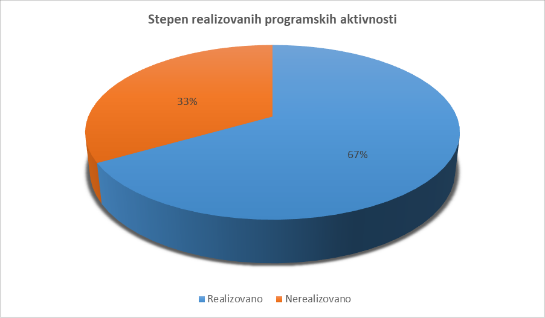 Stepen realizovanih programskih aktivnosti
33%
67%
Realizovano Nerealizovano